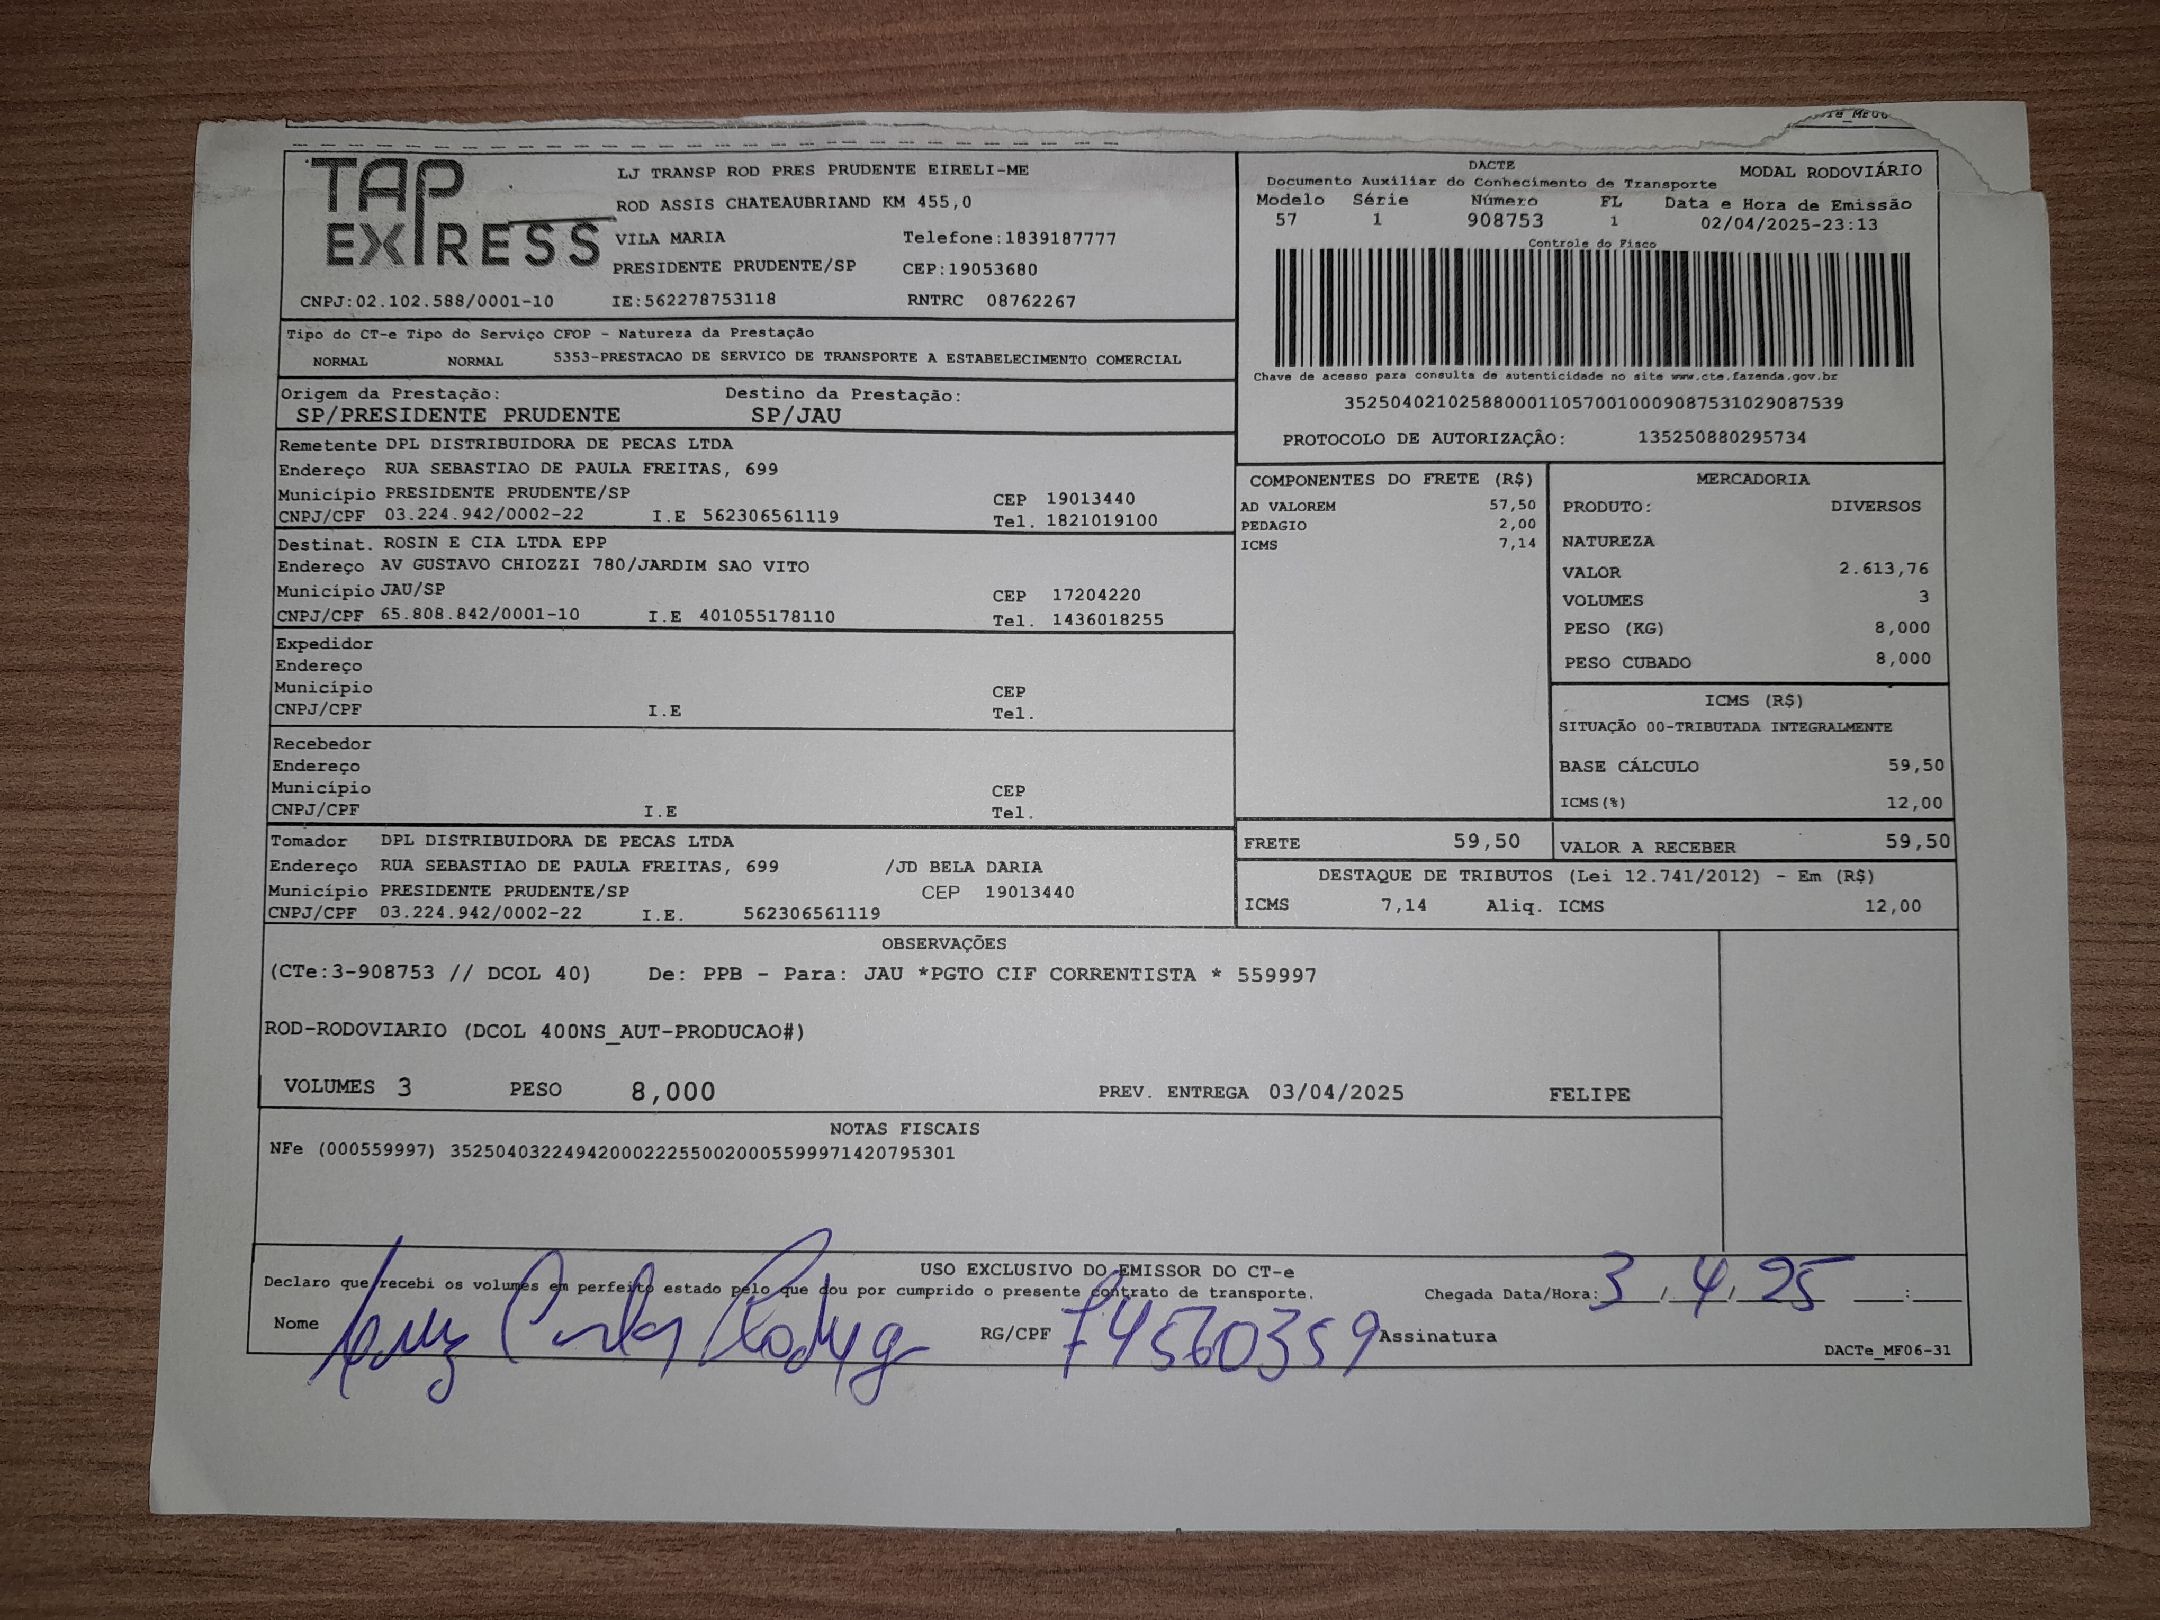 Te_MF06
TAP
EXPRESS
LJ TRANSP ROD PRES PRUDENTE EIRELI-ME
ROD ASSIS CHATEAUBRIAND KM 455,0
VILA MARIA Telefone:1839187777
PRESIDENTE PRUDENTE/SP CEP:19053680
CNPJ:02.102.588/0001-10 IE:562278753118 RNTRC 08762267
DACTE MODAL RODOVIÁRIO
Documento Auxiliar do Conhecimento de Transporte
Modelo Série Número FL Data e Hora de Emissão
57 1 908753 1 02/04/2025-23:13
Controle do Fisco
Chave de acesso para consulta de autenticidade no site www.cte.fazenda.gov.br
35250402102588000110570010009087531029087539
PROTOCOLO DE AUTORIZAÇÃO: 135250880295734
Tipo do CT-e Tipo do Serviço CFOP - Natureza da Prestação
NORMAL NORMAL 5353-PRESTACAO DE SERVICO DE TRANSPORTE A ESTABELECIMENTO COMERCIAL
Origem da Prestação: Destino da Prestação:
SP/PRESIDENTE PRUDENTE SP/JAU
Remetente DPL DISTRIBUIDORA DE PECAS LTDA
Endereço RUA SEBASTIAO DE PAULA FREITAS, 699
Município PRESIDENTE PRUDENTE/SP CEP 19013440
CNPJ/CPF 03.224.942/0002-22 I.E 562306561119 Tel. 1821019100
Destinat. ROSIN E CIA LTDA EPP
Endereço AV GUSTAVO CHIOZZI 780/JARDIM SAO VITO
Município JAU/SP CEP 17204220
CNPJ/CPF 65.808.842/0001-10 I.E 401055178110 Tel. 1436018255
Expedidor
Endereço
Município CEP
CNPJ/CPF I.E Tel.
Recebedor
Endereço
Município CEP
CNPJ/CPF I.E Tel.
Tomador DPL DISTRIBUIDORA DE PECAS LTDA
Endereço RUA SEBASTIAO DE PAULA FREITAS, 699 /JD BELA DARIA
Município PRESIDENTE PRUDENTE/SP CEP 19013440
CNPJ/CPF 03.224.942/0002-22 I.E. 562306561119
COMPONENTES DO FRETE (R$)
AD VALOREM 57,50
PEDAGIO 2,00
ICMS 7,14
MERCADORIA
PRODUTO: DIVERSOS
NATUREZA
VALOR 2.613,76
VOLUMES 3
PESO (KG) 8,000
PESO CUBADO 8,000
ICMS (R$)
SITUAÇÃO 00-TRIBUTADA INTEGRALMENTE
BASE CÁLCULO 59,50
ICMS(%) 12,00
FRETE 59,50 VALOR A RECEBER 59,50
DESTAQUE DE TRIBUTOS (Lei 12.741/2012) - Em (R$)
ICMS 7,14 Aliq. ICMS 12,00
OBSERVAÇÕES
(CTe:3-908753 // DCOL 40) De: PPB - Para: JAU *PGTO CIF CORRENTISTA * 559997
ROD-RODOVIARIO (DCOL 400NS_AUT-PRODUCAO#)
VOLUMES 3 PESO 8,000 PREV. ENTREGA 03/04/2025 FELIPE
NOTAS FISCAIS
NFe (000559997) 35250403224942000222550020005599971420795301
USO EXCLUSIVO DO EMISSOR DO CT-e
Declaro que recebi os volumes em perfeito estado pelo que dou por cumprido o presente contrato de transporte. Chegada Data/Hora: 3 / 4 / 25 :
Nome Carlos Rodrig RG/CPF 74560359 Assinatura
DACTe_MF06-31